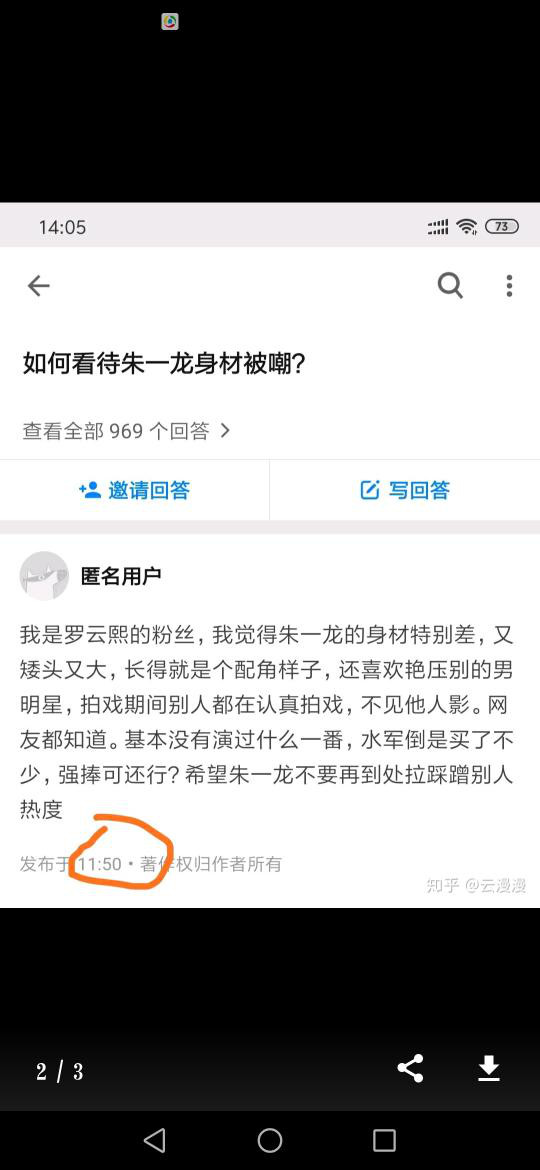 14:05
73
如何看待朱一龙身材被嘲?
查看全部 969 个回答
邀请回答
写回答
匿名用户
我是罗云熙的粉丝，我觉得朱一龙的身材特别差，又
矮头又大，长得就是个配角样子，还喜欢艳压别的男
明星，拍戏期间别人都在认真拍戏，不见他人影。网
友都知道。基本没有演过什么一番，水军倒是买了不
少，强捧可还行? 希望朱一龙不要再到处拉踩蹭别人
热度
发布于 11:50 · 著作权归作者所有
知乎 @云漫漫
2 / 3